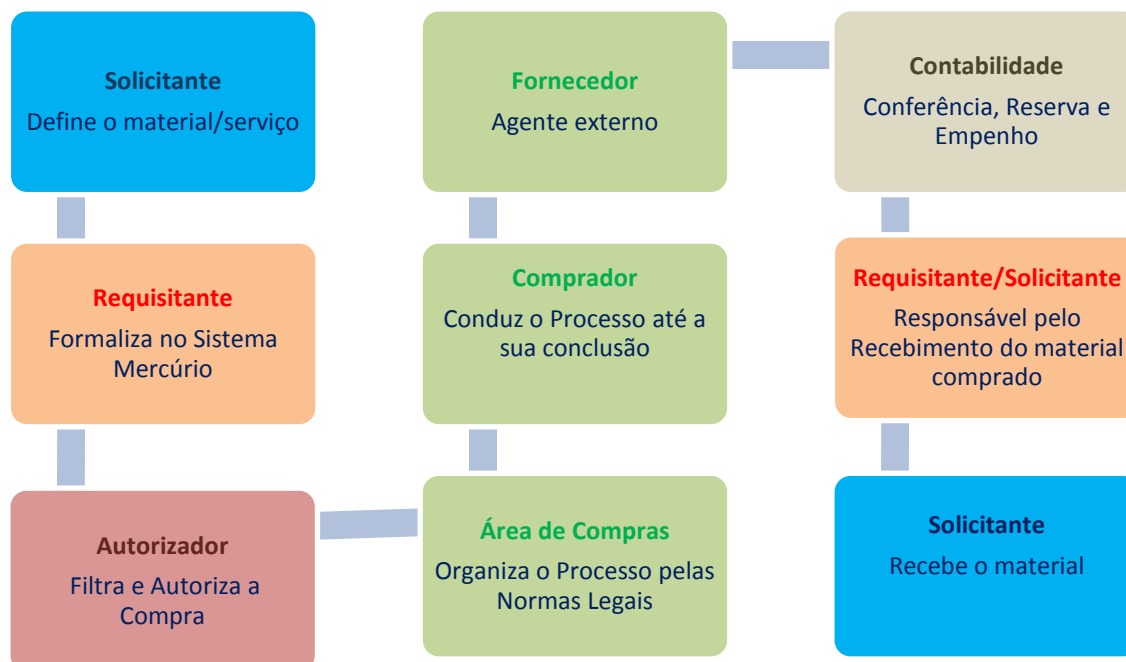 Solicitante
Define o material/serviço
Requisitante
Formaliza no Sistema
Mercúrio
Autorizador
Filtra e Autoriza a
Compra
Área de Compras
Organiza o Processo pelas
Normas Legais
Comprador
Conduz o Processo até a
sua conclusão
Fornecedor
Agente externo
Contabilidade
Conferência, Reserva e
Empenho
Requisitante/Solicitante
Responsável pelo
Recebimento do material
comprado
Solicitante
Recebe o material